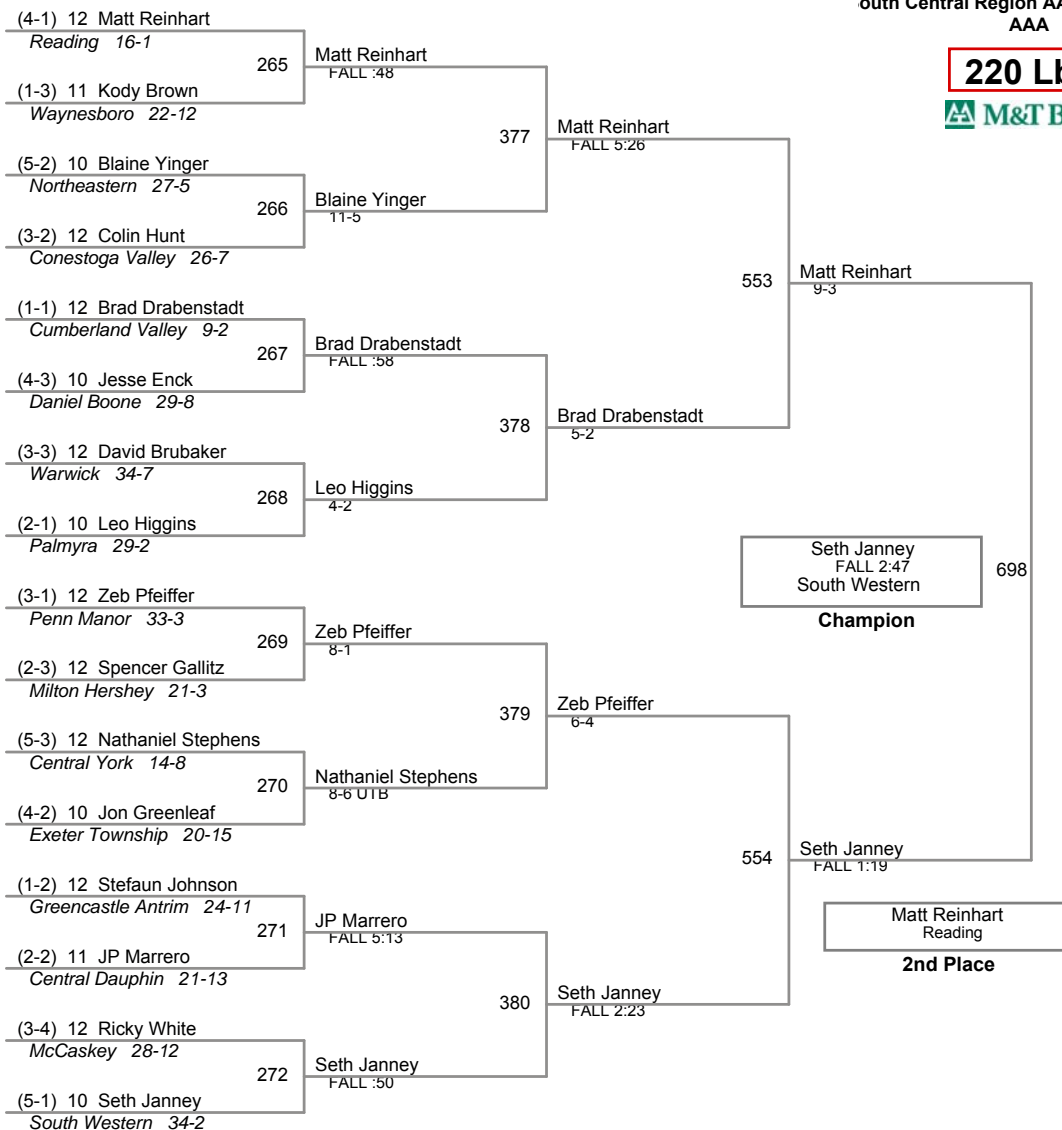 outh Central Region AA
AAA
220 Lb
M&T B
(4-1) 12 Matt Reinhart
Reading 16-1
265
Matt Reinhart
FALL :48
(1-3) 11 Kody Brown
Waynesboro 22-12
377
Matt Reinhart
FALL 5:26
(5-2) 10 Blaine Yinger
Northeastern 27-5
266
Blaine Yinger
11-5
(3-2) 12 Colin Hunt
Conestoga Valley 26-7
553
Matt Reinhart
9-3
(1-1) 12 Brad Drabenstadt
Cumberland Valley 9-2
267
Brad Drabenstadt
FALL :58
(4-3) 10 Jesse Enck
Daniel Boone 29-8
378
Brad Drabenstadt
5-2
(3-3) 12 David Brubaker
Warwick 34-7
268
Leo Higgins
4-2
(2-1) 10 Leo Higgins
Palmyra 29-2
Seth Janney
FALL 2:47
South Western
698
Champion
(3-1) 12 Zeb Pfeiffer
Penn Manor 33-3
269
Zeb Pfeiffer
8-1
(2-3) 12 Spencer Gallitz
Milton Hershey 21-3
379
Zeb Pfeiffer
6-4
(5-3) 12 Nathaniel Stephens
Central York 14-8
270
Nathaniel Stephens
8-6 UTB
(4-2) 10 Jon Greenleaf
Exeter Township 20-15
554
Seth Janney
FALL 1:19
(1-2) 12 Stefaun Johnson
Greencastle Antrim 24-11
271
JP Marrero
FALL 5:13
Matt Reinhart
Reading
2nd Place
(2-2) 11 JP Marrero
Central Dauphin 21-13
380
Seth Janney
FALL 2:23
(3-4) 12 Ricky White
McCaskey 28-12
272
Seth Janney
FALL :50
(5-1) 10 Seth Janney
South Western 34-2